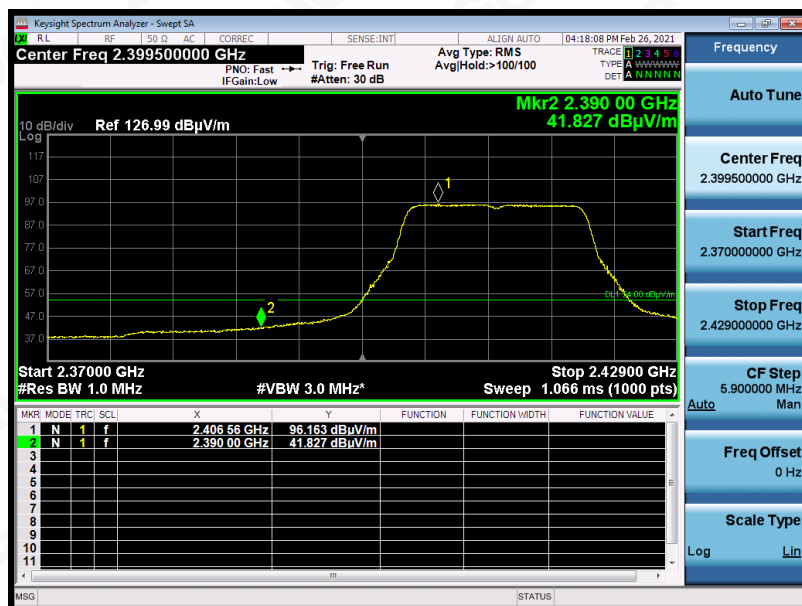 Keysight Spectrum Analyzer - Swept SA
LXI RL RF 50 Ω AC CORREC SENSE:INT ALIGN AUTO 04:18:08 PM Feb 26, 2021
Center Freq 2.399500000 GHz
PNO: Fast
IFGain:Low
Trig: Free Run
#Atten: 30 dB
Avg Type: RMS
Avg|Hold:>100/100
TRACE 1 2 3 4 5 6
TYPE A WWWWW
DET A N N N N N
Mkr2 2.390 00 GHz
41.827 dBµV/m
10 dB/div Ref 126.99 dBµV/m
Log
117
107
97.0
87.0
77.0
67.0
57.0
47.0
37.0
1
2
Start 2.37000 GHz Stop 2.42900 GHz
#Res BW 1.0 MHz #VBW 3.0 MHz* Sweep 1.066 ms (1000 pts)
MKR MODE TRC SCL X Y FUNCTION FUNCTION WIDTH FUNCTION VALUE
1 N 1 f 2.406 56 GHz 96.163 dBµV/m
2 N 1 f 2.390 00 GHz 41.827 dBµV/m
3
4
5
6
7
8
9
10
11
MSG STATUS
Frequency
Auto Tune
Center Freq
2.399500000 GHz
Start Freq
2.370000000 GHz
Stop Freq
2.429000000 GHz
CF Step
5.900000 MHz
Auto Man
Freq Offset
0 Hz
Scale Type
Log Lin